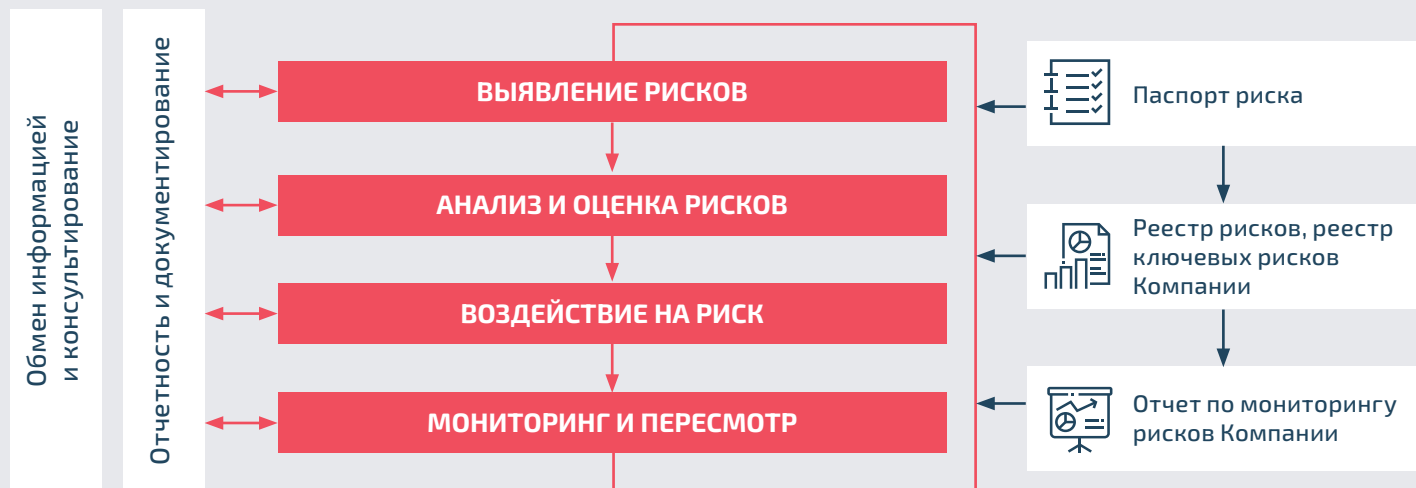 Обмен информацией
и консультирование
Отчетность и документирование
ВЫЯВЛЕНИЕ РИСКОВ
АНАЛИЗ И ОЦЕНКА РИСКОВ
ВОЗДЕЙСТВИЕ НА РИСК
МОНИТОРИНГ И ПЕРЕСМОТР
Паспорт риска
Реестр рисков, реестр
ключевых рисков
Компании
Отчет по мониторингу
рисков Компании